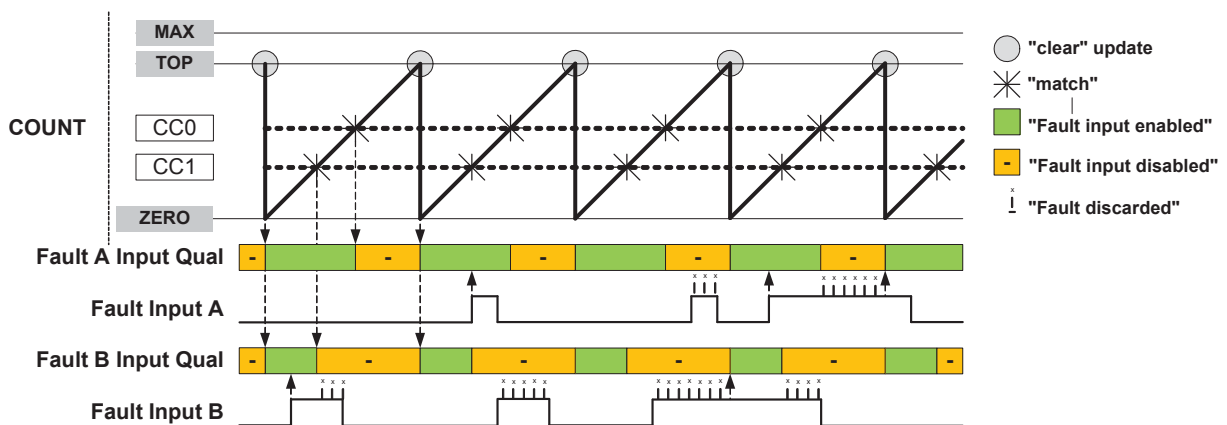 MAX
"clear" update
TOP
"match"
COUNT
CC0
"Fault input enabled"
CC1
- "Fault input disabled"
x
"Fault discarded"
ZERO
Fault A Input Qual
- - - - -
x x x x x x x x x
Fault Input A
Fault B Input Qual
- - - - - -
x x x x x x x x x x x x x x x x x x x
Fault Input B